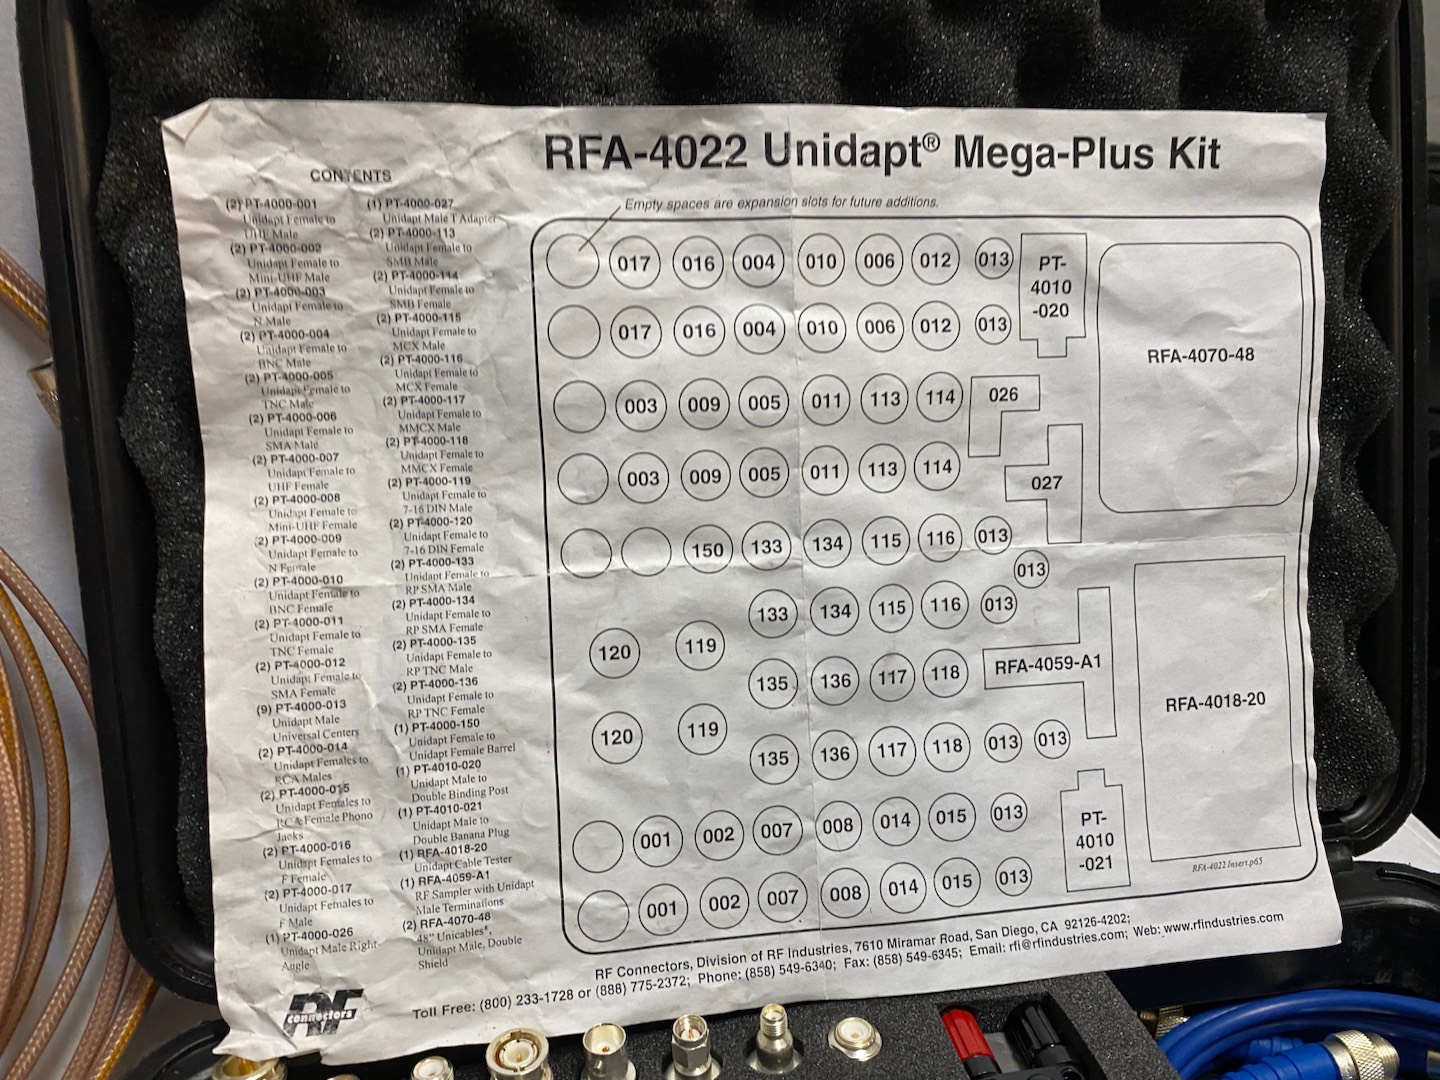 RFA-4022 Unidapt® Mega-Plus Kit
Empty spaces are expansion slots for future additions.
CONTENTS
(2) PT-4000-001
Unidapt Female to
UHF Male
(2) PT-4000-002
Unidapt Female to
Mini-UHF Male
(2) PT-4000-003
Unidapt Female to
N Male
(2) PT-4000-004
Unidapt Female to
BNC Male
(2) PT-4000-005
Unidapt Female to
TNC Male
(2) PT-4000-006
Unidapt Female to
SMA Male
(2) PT-4000-007
Unidapt Female to
UHF Female
(2) PT-4000-008
Unidapt Female to
Mini-UHF Female
(2) PT-4000-009
Unidapt Female to
N Female
(2) PT-4000-010
Unidapt Female to
BNC Female
(2) PT-4000-011
Unidapt Female to
TNC Female
(2) PT-4000-012
Unidapt Female to
SMA Female
(9) PT-4000-013
Unidapt Male
Universal Centers
(2) PT-4000-014
Unidapt Females to
RCA Males
(2) PT-4000-015
Unidapt Females to
RCA Female Phono
Jacks
(2) PT-4000-016
Unidapt Females to
F Female
(2) PT-4000-017
Unidapt Females to
F Male
(1) PT-4000-026
Unidapt Male Right
Angle
(1) PT-4000-027
Unidapt Male T Adapter
(2) PT-4000-113
Unidapt Female to
SMB Male
(2) PT-4000-114
Unidapt Female to
SMB Female
(2) PT-4000-115
Unidapt Female to
MCX Male
(2) PT-4000-116
Unidapt Female to
MCX Female
(2) PT-4000-117
Unidapt Female to
MMCX Male
(2) PT-4000-118
Unidapt Female to
MMCX Female
(2) PT-4000-119
Unidapt Female to
7-16 DIN Male
(2) PT-4000-120
Unidapt Female to
7-16 DIN Female
(2) PT-4000-133
Unidapt Female to
RP SMA Male
(2) PT-4000-134
Unidapt Female to
RP SMA Female
(2) PT-4000-135
Unidapt Female to
RP TNC Male
(2) PT-4000-136
Unidapt Female to
RP TNC Female
(1) PT-4000-150
Unidapt Female to
Unidapt Female Barrel
(1) PT-4010-020
Unidapt Male to
Double Binding Post
(1) PT-4010-021
Unidapt Male to
Double Banana Plug
(1) RFA-4018-20
Unidapt Cable Tester
(1) RFA-4059-A1
RF Sampler with Unidapt
Male Terminations
(2) RFA-4070-48
48" Unicables®,
Unidapt Male, Double
Shield
017 016 004 010 006 012 013
017 016 004 010 006 012 013
PT-
4010
-020
RFA-4070-48
003 009 005 011 113 114 026
003 009 005 011 113 114 027
150 133 134 115 116 013
013
133 134 115 116 013
120 119
135 136 117 118 RFA-4059-A1
RFA-4018-20
120 119
135 136 117 118 013 013
001 002 007 008 014 015 013
001 002 007 008 014 015 013
PT-
4010
-021
RFA-4022 Insert.p65
RF Connectors, Division of RF Industries, 7610 Miramar Road, San Diego, CA 92126-4202;
Toll Free: (800) 233-1728 or (888) 775-2372; Phone: (858) 549-6340; Fax: (858) 549-6345; Email: rfi@rfindustries.com; Web: www.rfindustries.com
RF
connectors